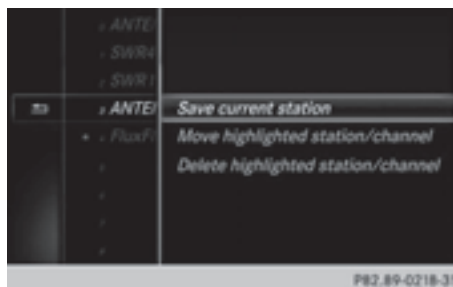 ANTE
SWR4
SWR1
ANTE Save current station
FluxF Move highlighted station/channel
Delete highlighted station/channel
P82.89-0218-31